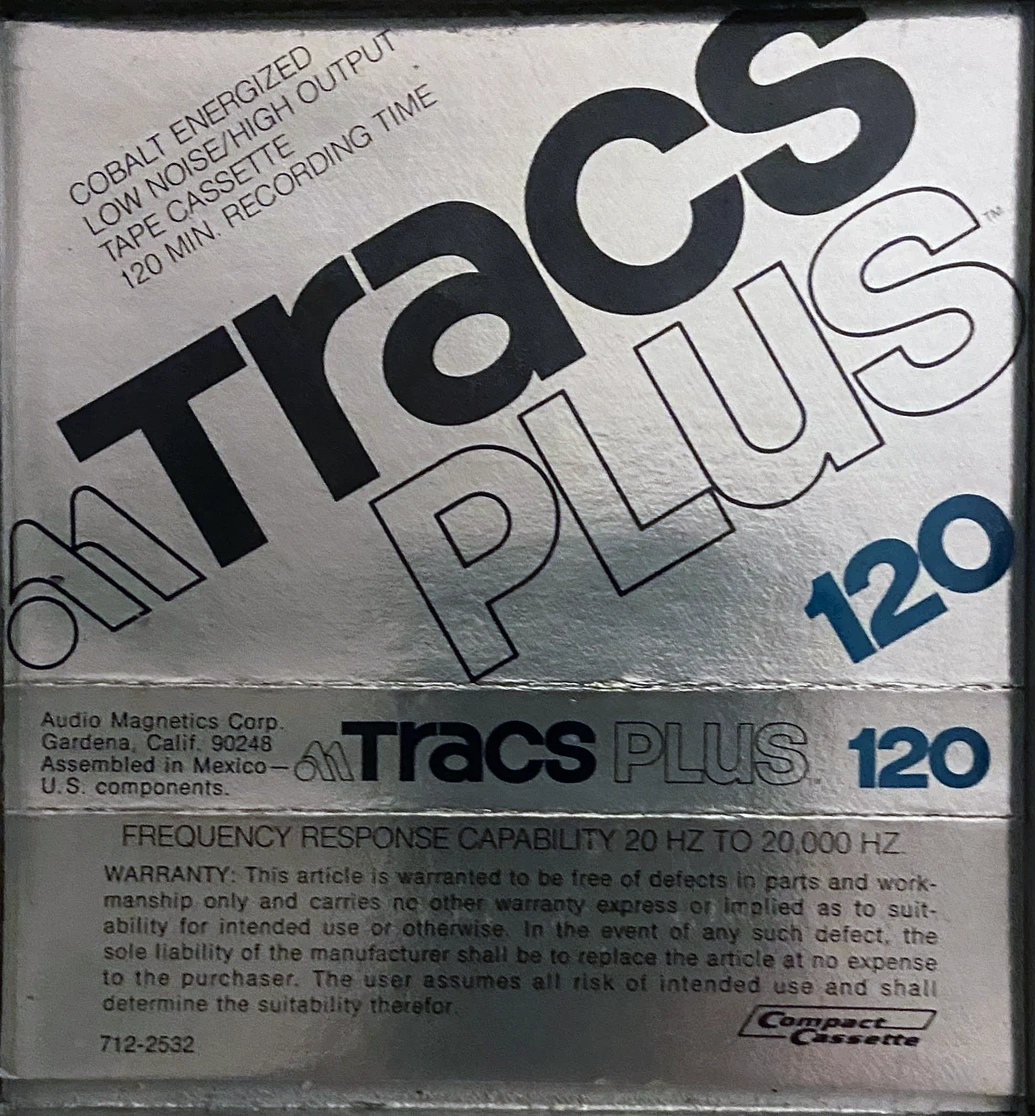 COBALT ENERGIZED
LOW NOISE/HIGH OUTPUT
TAPE CASSETTE
120 MIN. RECORDING TIME
Tracs
PLUS™
120
Audio Magnetics Corp.
Gardena, Calif. 90248
Assembled in Mexico—
U.S. components.
Tracs PLUS 120
FREQUENCY RESPONSE CAPABILITY 20 HZ TO 20,000 HZ.
WARRANTY: This article is warranted to be free of defects in parts and work-
manship only and carries no other warranty express or implied as to suit-
ability for intended use or otherwise. In the event of any such defect, the
sole liability of the manufacturer shall be to replace the article at no expense
to the purchaser. The user assumes all risk of intended use and shall
determine the suitability therefor.
Compact
Cassette
712-2532